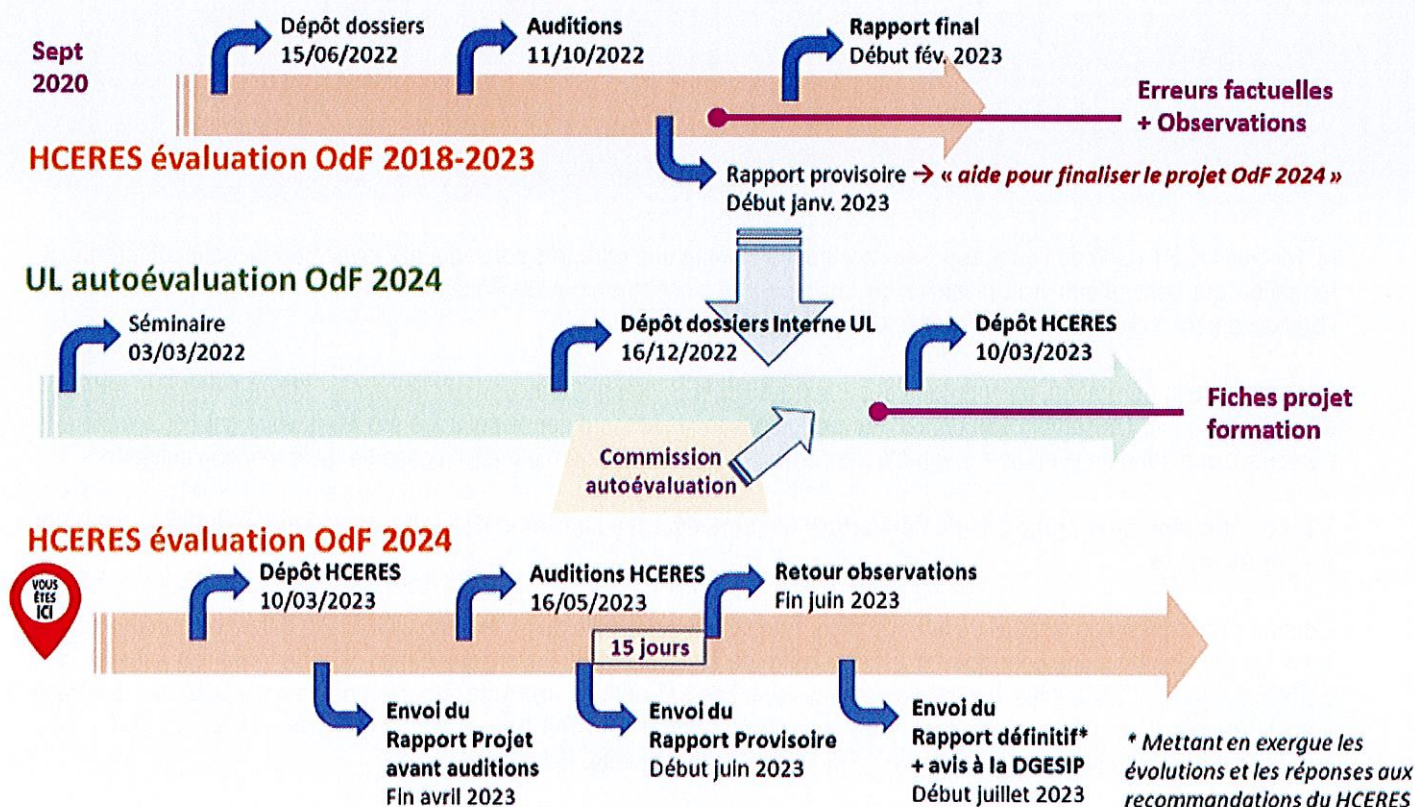 Sept
2020
Dépôt dossiers
15/06/2022
Auditions
11/10/2022
Rapport final
Début fév. 2023
Erreurs factuelles
+ Observations
HCERES évaluation OdF 2018-2023
Rapport provisoire → « aide pour finaliser le projet OdF 2024 »
Début janv. 2023
UL autoévaluation OdF 2024
Séminaire
03/03/2022
Dépôt dossiers Interne UL
16/12/2022
Dépôt HCERES
10/03/2023
Fiches projet
formation
Commission
autoévaluation
HCERES évaluation OdF 2024
VOUS
ÊTES
ICI
Dépôt HCERES
10/03/2023
Auditions HCERES
16/05/2023
Retour observations
Fin juin 2023
15 jours
Envoi du
Rapport Projet
avant auditions
Fin avril 2023
Envoi du
Rapport Provisoire
Début juin 2023
Envoi du
Rapport définitif*
+ avis à la DGESIP
Début juillet 2023
* Mettant en exergue les
évolutions et les réponses aux
recommandations du HCERES